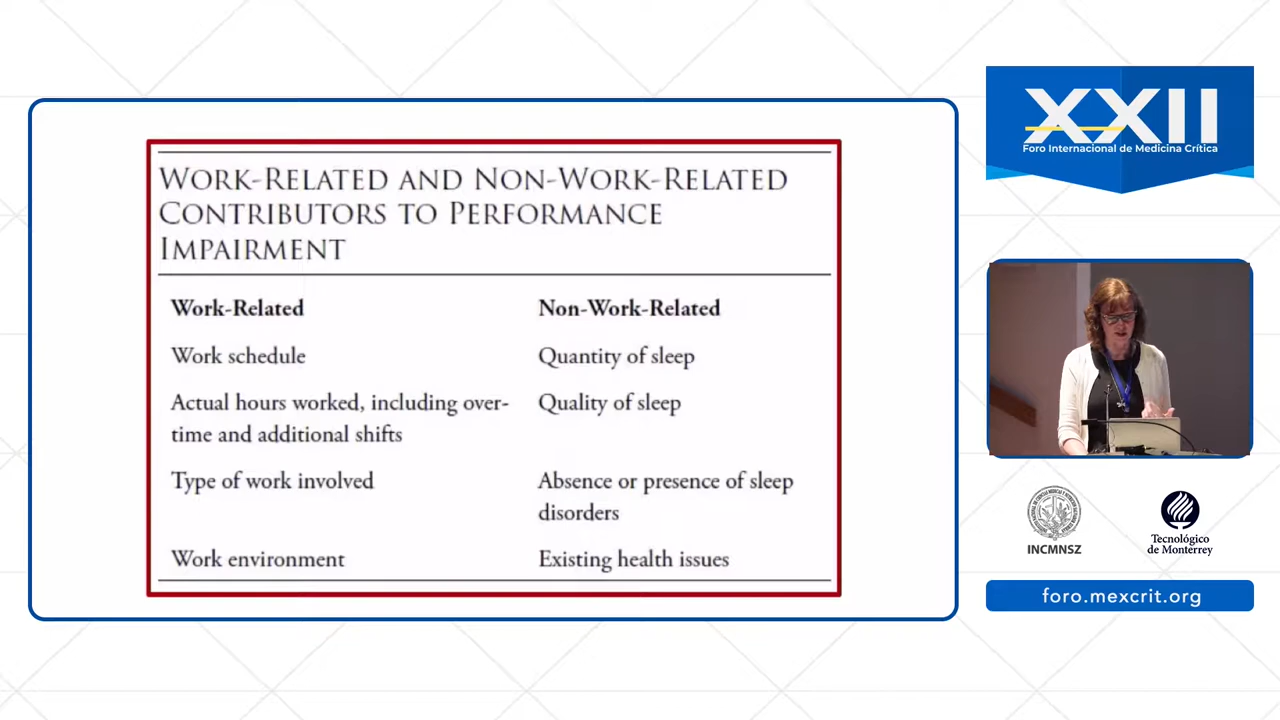 WORK-RELATED AND NON-WORK-RELATED
CONTRIBUTORS TO PERFORMANCE
IMPAIRMENT
Work-Related
Non-Work-Related
Work schedule
Quantity of sleep
Actual hours worked, including over-
time and additional shifts
Quality of sleep
Type of work involved
Absence or presence of sleep
disorders
Work environment
Existing health issues
XXII
Foro Internacional de Medicina Crítica
INCMNSZ
Tecnológico
de Monterrey
foro.mexcrit.org